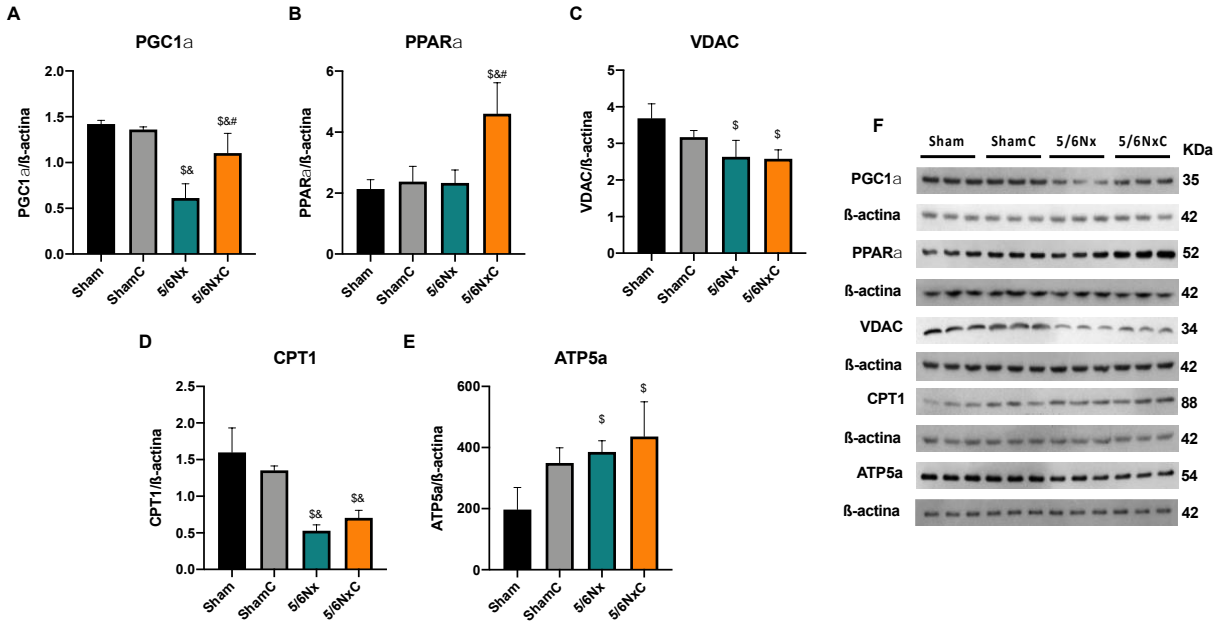 A
PGC1a
PGC1a/ß-actina
2.0
1.5
1.0
0.5
0.0
$&
$&#
Sham
ShamC
5/6Nx
5/6NxC
B
PPARa
PPARa/ß-actina
6
4
2
0
$&#
Sham
ShamC
5/6Nx
5/6NxC
C
VDAC
VDAC/ß-actina
5
4
3
2
1
0
$
$
Sham
ShamC
5/6Nx
5/6NxC
D
CPT1
CPT1/ß-actina
2.5
2.0
1.5
1.0
0.5
0.0
$&
$&
Sham
ShamC
5/6Nx
5/6NxC
E
ATP5a
ATP5a/ß-actina
600
400
200
0
$
$
Sham
ShamC
5/6Nx
5/6NxC
F
Sham ShamC 5/6Nx 5/6NxC KDa
PGC1a 35
ß-actina 42
PPARa 52
ß-actina 42
VDAC 34
ß-actina 42
CPT1 88
ß-actina 42
ATP5a 54
ß-actina 42